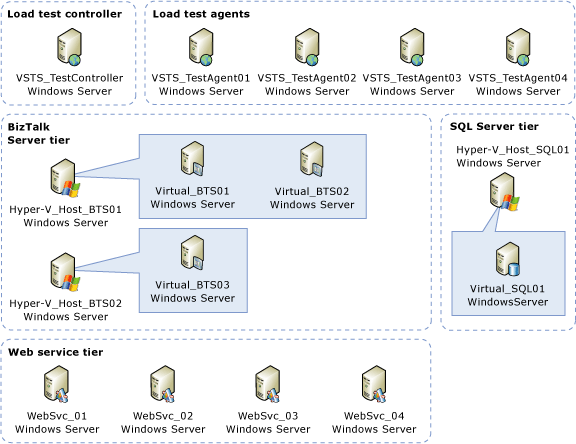 Load test controller
VSTS_TestController
Windows Server
Load test agents
VSTS_TestAgent01
Windows Server
VSTS_TestAgent02
Windows Server
VSTS_TestAgent03
Windows Server
VSTS_TestAgent04
Windows Server
BizTalk
Server tier
Hyper-V_Host_BTS01
Windows Server
Virtual_BTS01
Windows Server
Virtual_BTS02
Windows Server
Hyper-V_Host_BTS02
Windows Server
Virtual_BTS03
Windows Server
SQL Server tier
Hyper-V_Host_SQL01
Windows Server
Virtual_SQL01
WindowsServer
Web service tier
WebSvc_01
Windows Server
WebSvc_02
Windows Server
WebSvc_03
Windows Server
WebSvc_04
Windows Server